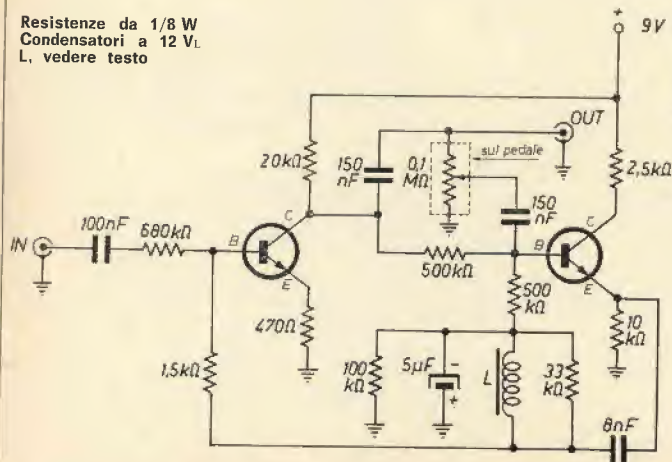 Resistenze da 1/8 W
Condensatori a 12 VL
L, vedere testo
+
9V
OUT
20kΩ
150 nF
0,1 MΩ
sul pedale
2,5kΩ
150 nF
IN
100nF
680kΩ
B
C
E
500kΩ
B
C
E
470Ω
500 kΩ
10 kΩ
1,5kΩ
100 kΩ
5µF
-
+
L
33 kΩ
8nF